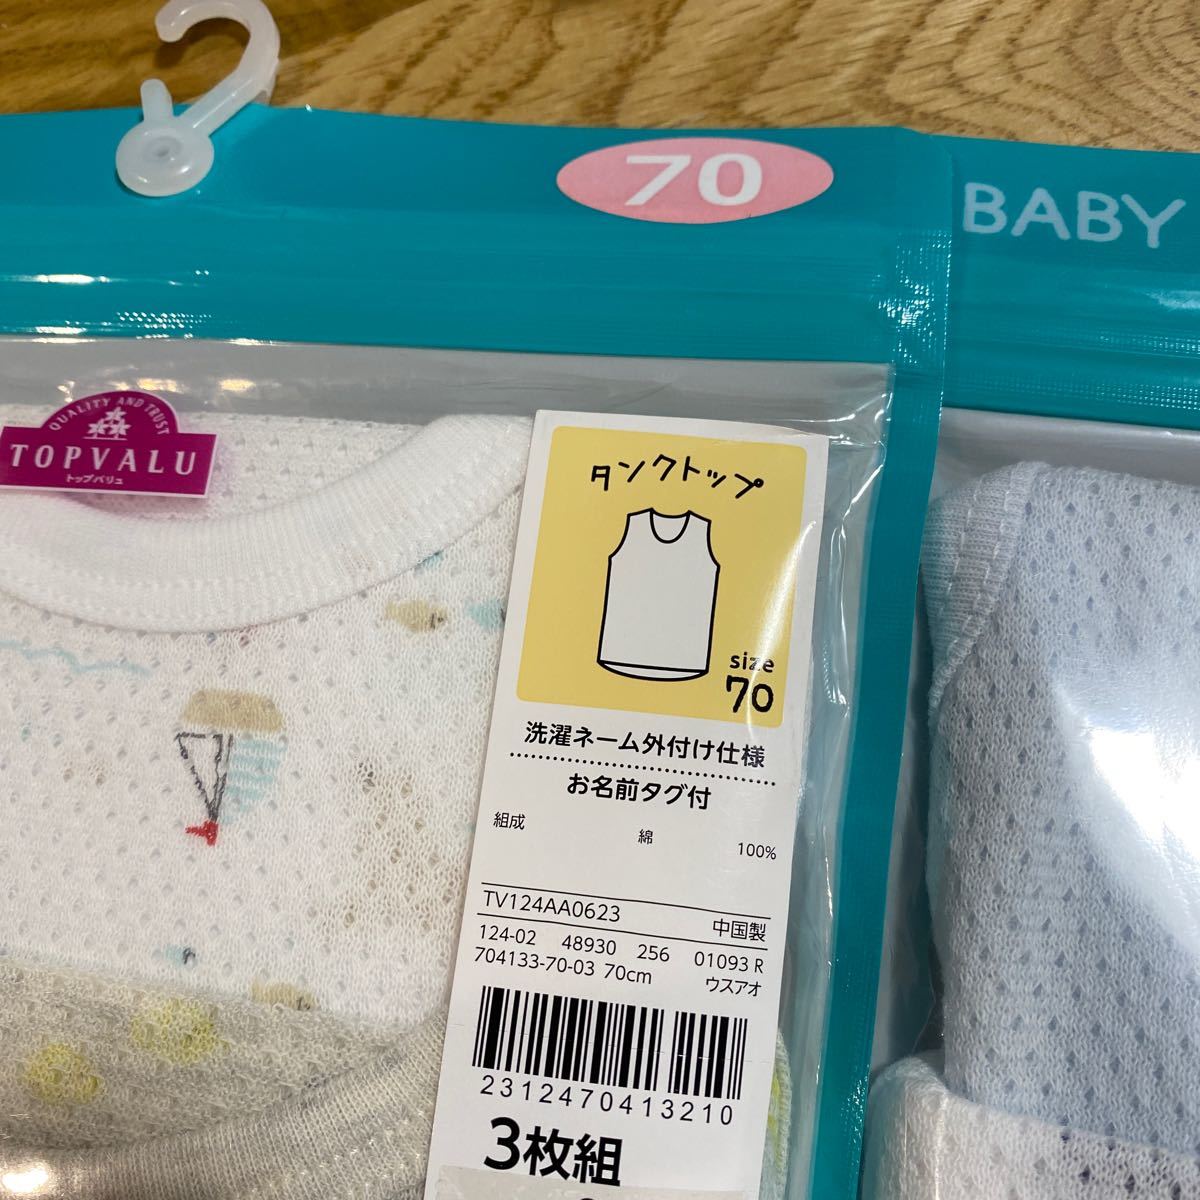 70
BABY
QUALITY AND TRUST
TOPVALU
トップバリュ
タンクトップ
size
70
洗濯ネーム外付け仕様
お名前タグ付
組成 綿 100%
TV124AA0623 中国製
124-02 48930 256 01093 R
704133-70-03 70cm ウスアオ
2312470413210
3枚組